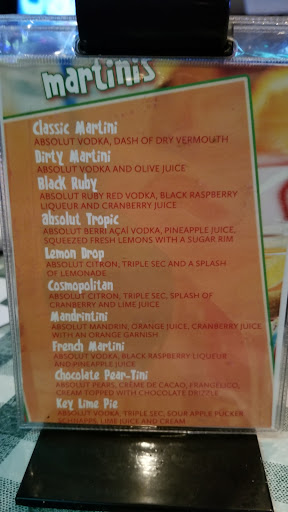 martinis
Classic Martini
ABSOLUT VODKA, DASH OF DRY VERMOUTH
Dirty Martini
ABSOLUT VODKA AND OLIVE JUICE
Black Ruby
ABSOLUT RUBY RED VODKA, BLACK RASPBERRY
LIQUEUR AND CRANBERRY JUICE
absolut Tropic
ABSOLUT BERRI AÇAÍ VODKA, PINEAPPLE JUICE,
SQUEEZED FRESH LEMONS WITH A SUGAR RIM
Lemon Drop
ABSOLUT CITRON, TRIPLE SEC AND A SPLASH
OF LEMONADE
Cosmopolitan
ABSOLUT CITRON, TRIPLE SEC, SPLASH OF
CRANBERRY AND LIME JUICE
Mandrintini
ABSOLUT MANDRIN, ORANGE JUICE, CRANBERRY JUICE
WITH AN ORANGE GARNISH
French Martini
ABSOLUT VODKA, BLACK RASPBERRY LIQUEUR
AND PINEAPPLE JUICE
Chocolate Pear-Tini
ABSOLUT PEARS, CRÈME DE CACAO, FRANGELICO,
CREAM TOPPED WITH CHOCOLATE DRIZZLE
Key Lime Pie
ABSOLUT VODKA, TRIPLE SEC, SOUR APPLE PUCKER
SCHNAPPS, LIME JUICE AND CREAM